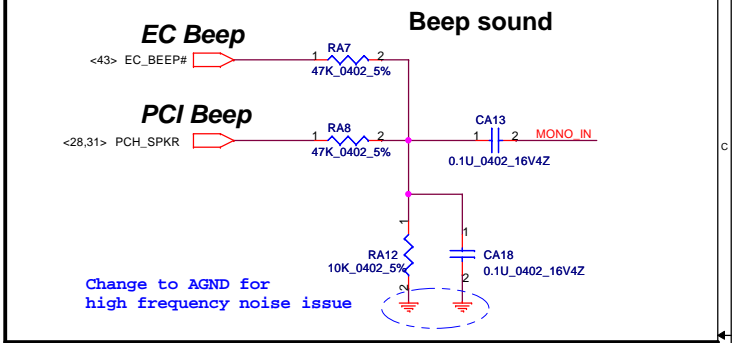 Beep sound
EC Beep
<43> EC_BEEP#
1 RA7 2
47K_0402_5%
PCI Beep
<28,31> PCH_SPKR
1 RA8 2
47K_0402_5%
CA13
1 2 MONO_IN
0.1U_0402_16V4Z
C
1
RA12
10K_0402_5%
2
1
CA18
0.1U_0402_16V4Z
2
Change to AGND for
high frequency noise issue